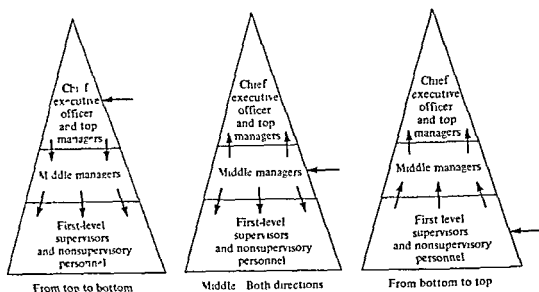 Chief
executive
officer
and top
managers
Middle managers
First-level
supervisors
and nonsupervisory
personnel
From top to bottom
Chief
executive
officer
and top
managers
Middle managers
First-level
supervisors
and nonsupervisory
personnel
Middle Both directions
Chief
executive
officer
and top
managers
Middle managers
First level
supervisors
and nonsupervisory
personnel
From bottom to top